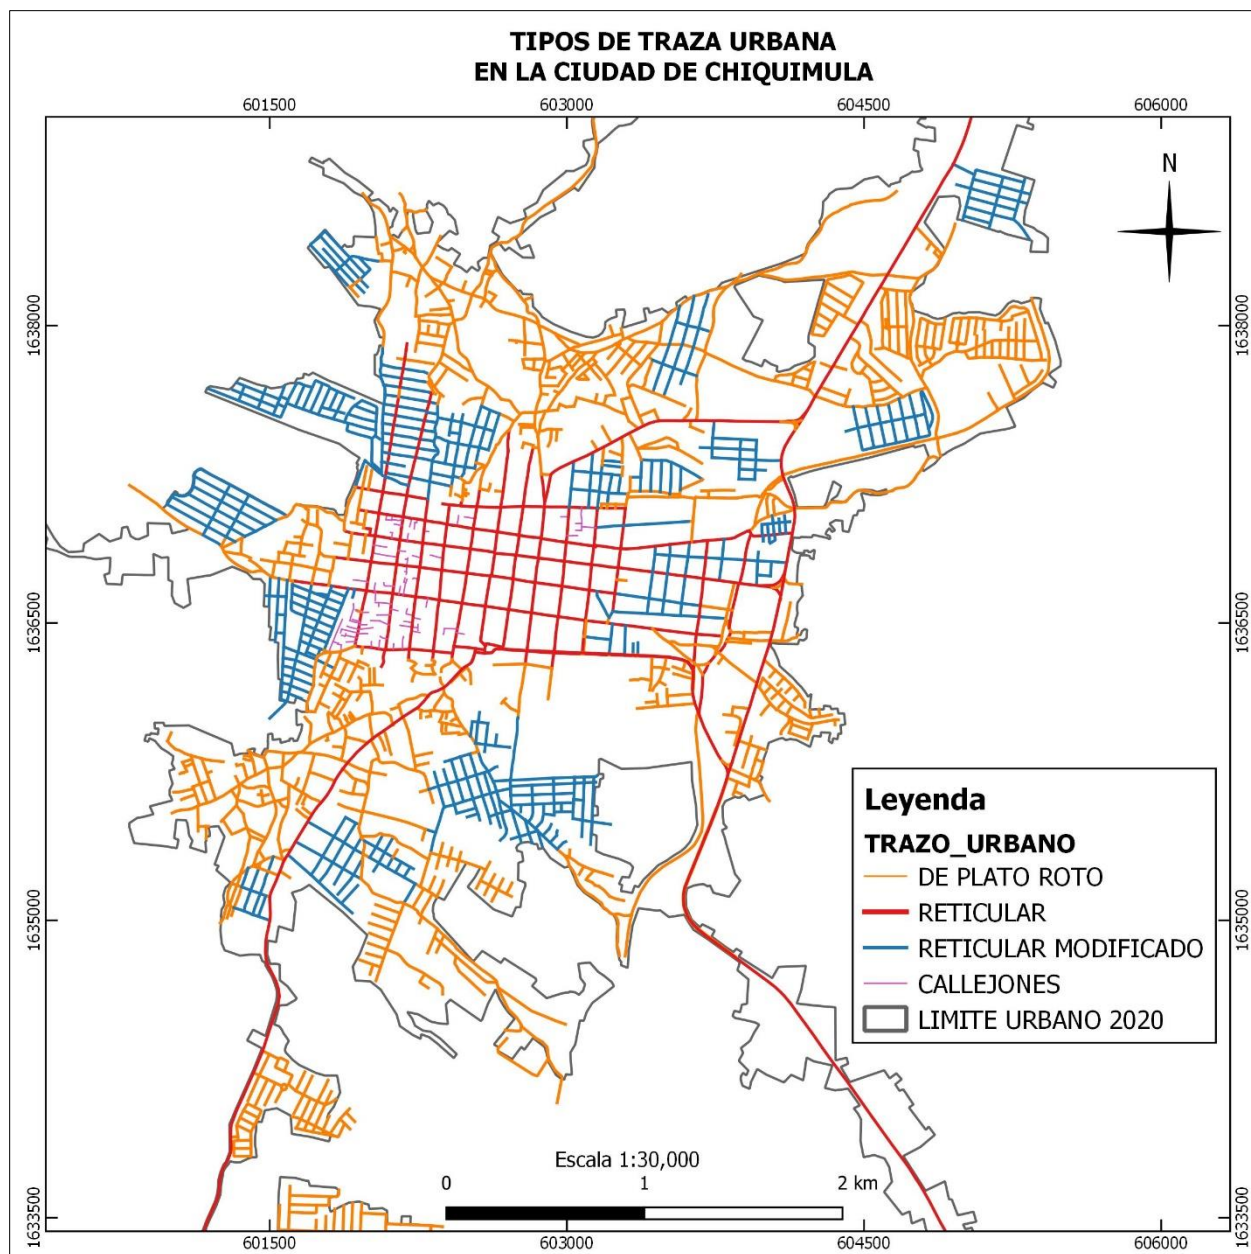 TIPOS DE TRAZA URBANA
EN LA CIUDAD DE CHIQUIMULA
601500 603000 604500 606000
N
1638000 1638000
1636500 1636500
Leyenda
TRAZO_URBANO
DE PLATO ROTO
RETICULAR
RETICULAR MODIFICADO
CALLEJONES
LIMITE URBANO 2020
1635000 1635000
Escala 1:30,000
0 1 2 km
1633500 1633500
601500 603000 604500 606000